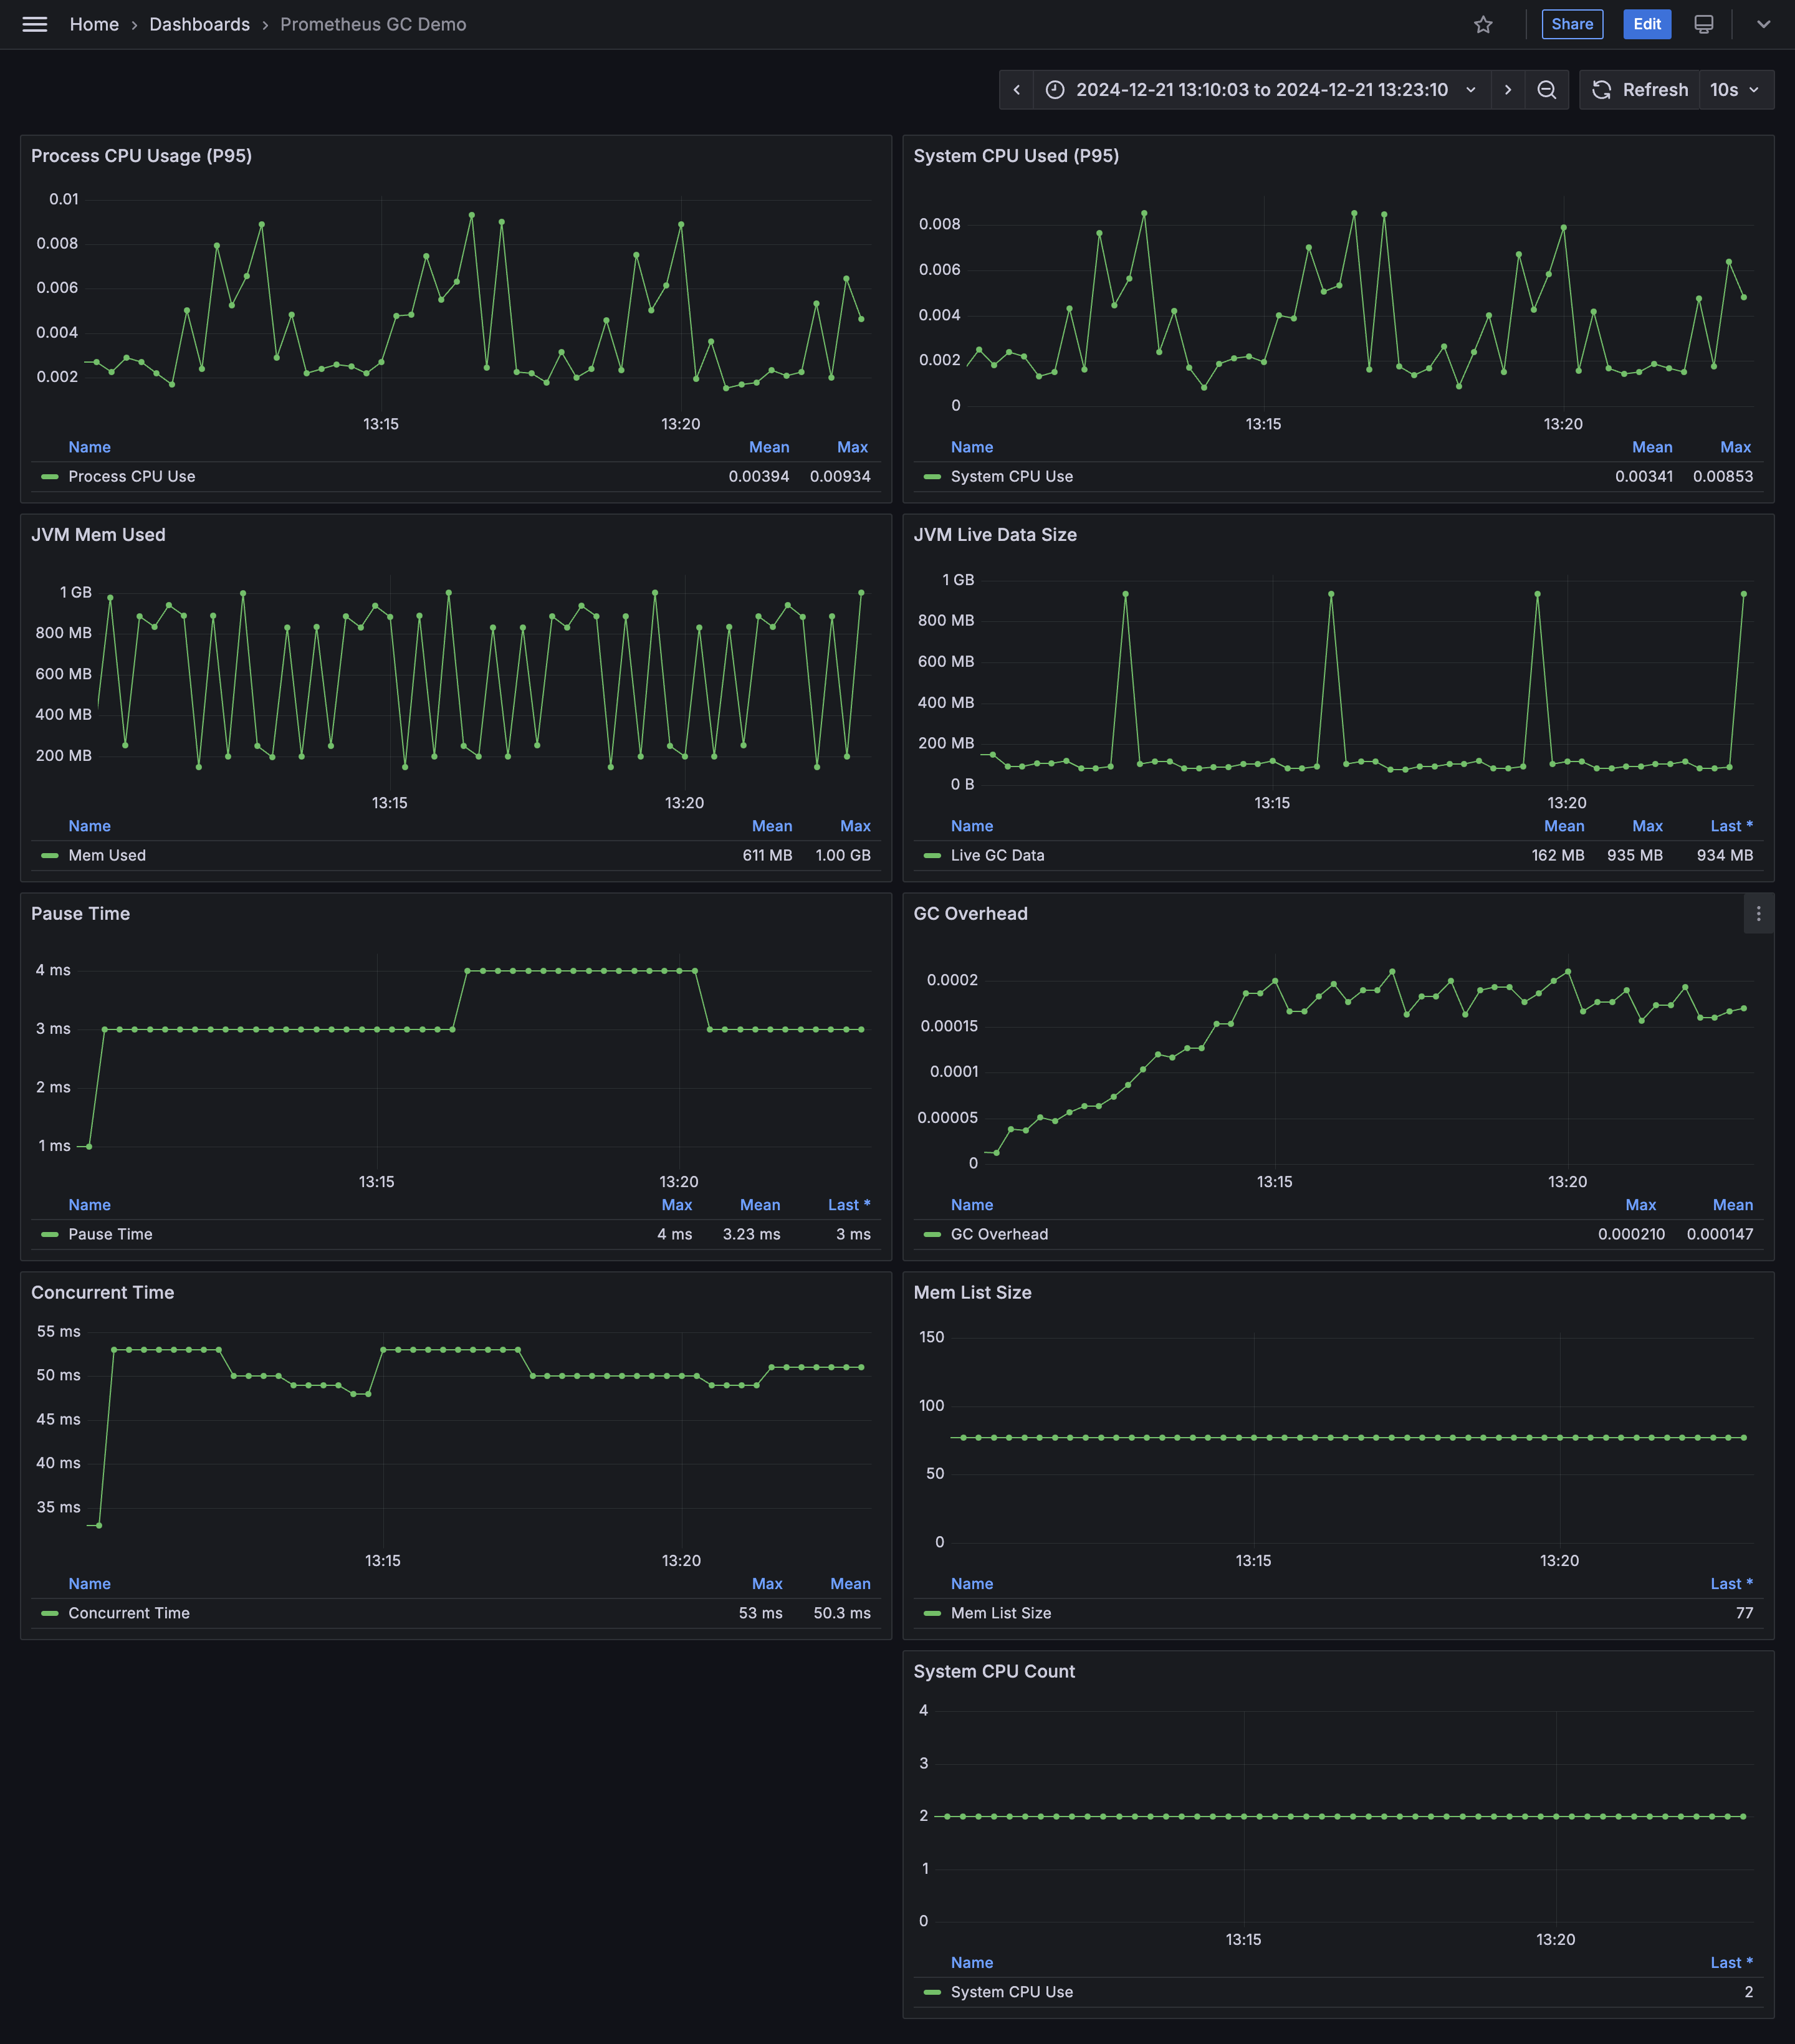 Home › Dashboards › Prometheus GC Demo
Share
Edit
2024-12-21 13:10:03 to 2024-12-21 13:23:10
Refresh
10s
Process CPU Usage (P95)
0.01
0.008
0.006
0.004
0.002
13:15 13:20
Name Mean Max
Process CPU Use 0.00394 0.00934
System CPU Used (P95)
0.008
0.006
0.004
0.002
0
13:15 13:20
Name Mean Max
System CPU Use 0.00341 0.00853
JVM Mem Used
1 GB
800 MB
600 MB
400 MB
200 MB
13:15 13:20
Name Mean Max
Mem Used 611 MB 1.00 GB
JVM Live Data Size
1 GB
800 MB
600 MB
400 MB
200 MB
0 B
13:15 13:20
Name Mean Max Last *
Live GC Data 162 MB 935 MB 934 MB
Pause Time
4 ms
3 ms
2 ms
1 ms
13:15 13:20
Name Max Mean Last *
Pause Time 4 ms 3.23 ms 3 ms
GC Overhead
0.0002
0.00015
0.0001
0.00005
0
13:15 13:20
Name Max Mean
GC Overhead 0.000210 0.000147
Concurrent Time
55 ms
50 ms
45 ms
40 ms
35 ms
13:15 13:20
Name Max Mean
Concurrent Time 53 ms 50.3 ms
Mem List Size
150
100
50
0
13:15 13:20
Name Last *
Mem List Size 77
System CPU Count
4
3
2
1
0
13:15 13:20
Name Last *
System CPU Use 2